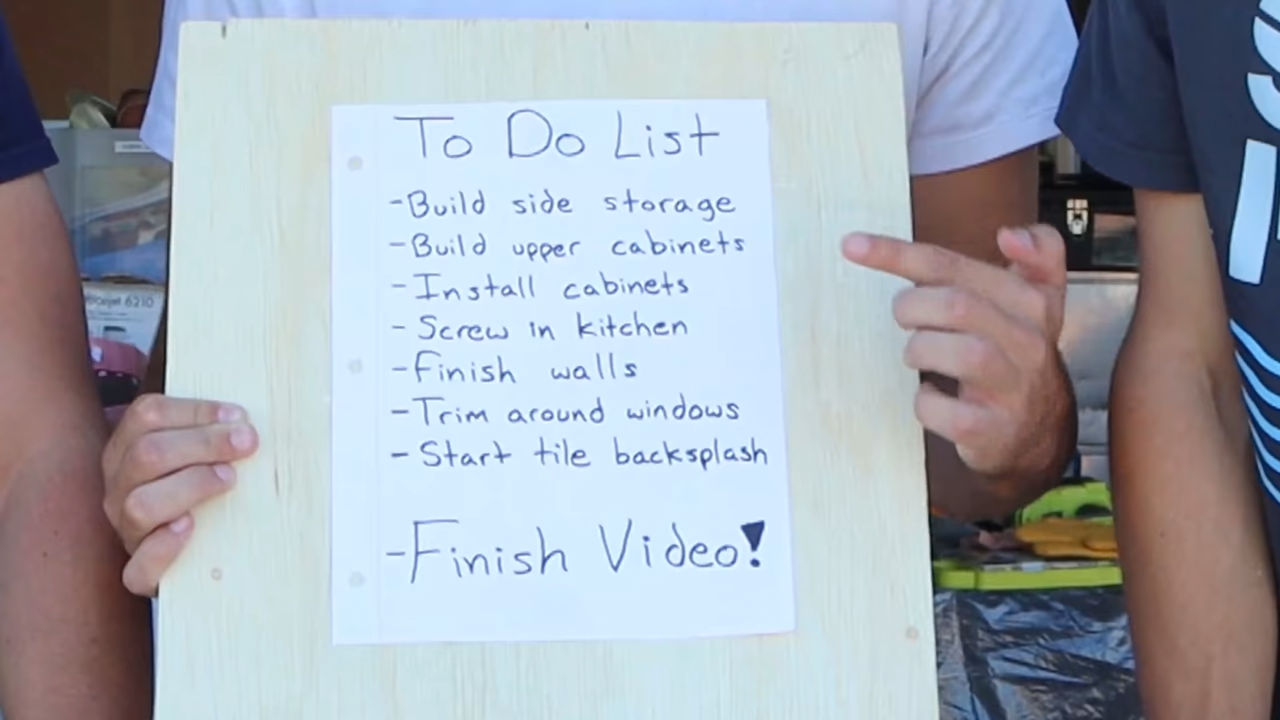 To Do List
-Build side storage
-Build upper cabinets
-Install cabinets
-Screw in kitchen
-Finish walls
-Trim around windows
-Start tile backsplash
-Finish Video!
6210